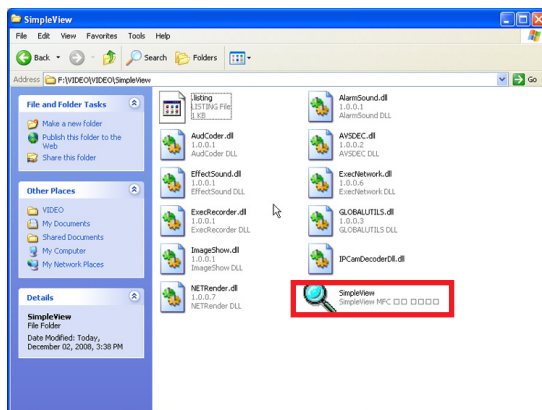 SimpleView
File Edit View Favorites Tools Help
Back Search Folders
Address F:\VIDEO\VIDEO\SimpleView Go
File and Folder Tasks
Make a new folder
Publish this folder to the
Web
Share this folder
Other Places
VIDEO
My Documents
Shared Documents
My Computer
My Network Places
Details
SimpleView
File Folder
Date Modified: Today,
December 02, 2008, 3:38 PM
.listing
LISTING File
1 KB
AlarmSound.dll
1.0.0.1
AlarmSound DLL
AudCoder.dll
1.0.0.1
AudCoder DLL
AVSDEC.dll
1.0.0.2
AVSDEC DLL
EffectSound.dll
1.0.0.1
EffectSound DLL
ExecNetwork.dll
1.0.0.6
ExecNetwork DLL
ExecRecorder.dll
1.0.0.1
ExecRecorder DLL
GLOBALUTILS.dll
1.0.0.3
GLOBALUTILS DLL
ImageShow.dll
1.0.0.1
ImageShow DLL
IPCamDecoderDll.dll
NETRender.dll
1.0.0.7
NETRender DLL
SimpleView
SimpleView MFC □□ □□□□